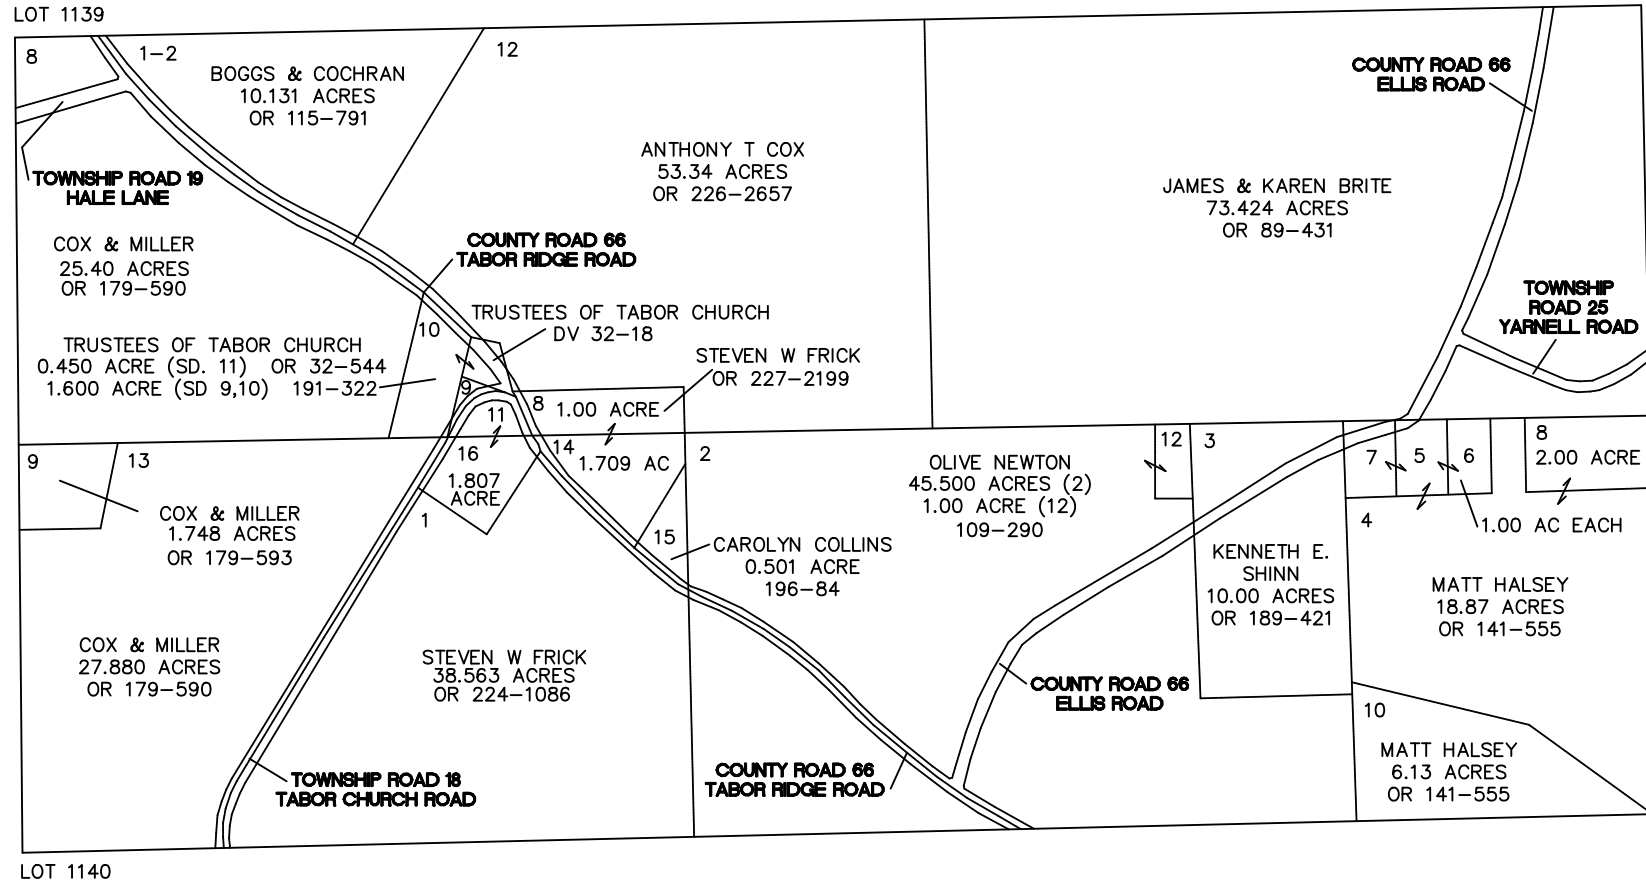 LOT 1139
8
1-2
12
BOGGS & COCHRAN
10.131 ACRES
OR 115-791
COUNTY ROAD 66
ELLIS ROAD
ANTHONY T COX
53.34 ACRES
OR 226-2657
TOWNSHIP ROAD 19
HALE LANE
JAMES & KAREN BRITE
73.424 ACRES
OR 89-431
COX & MILLER
25.40 ACRES
OR 179-590
COUNTY ROAD 66
TABOR RIDGE ROAD
TOWNSHIP
ROAD 25
YARNELL ROAD
TRUSTEES OF TABOR CHURCH
DV 32-18
10
TRUSTEES OF TABOR CHURCH
0.450 ACRE (SD. 11) OR 32-544
1.600 ACRE (SD 9,10) 191-322
STEVEN W FRICK
OR 227-2199
9
8
1.00 ACRE
11
9
13
16
1.807
ACRE
14
1.709 AC
2
12
3
7
5
6
8
2.00 ACRE
OLIVE NEWTON
45.500 ACRES (2)
1.00 ACRE (12)
109-290
COX & MILLER
1.748 ACRES
OR 179-593
1
15
4
1.00 AC EACH
CAROLYN COLLINS
0.501 ACRE
196-84
KENNETH E.
SHINN
10.00 ACRES
OR 189-421
MATT HALSEY
18.87 ACRES
OR 141-555
COX & MILLER
27.880 ACRES
OR 179-590
STEVEN W FRICK
38.563 ACRES
OR 224-1086
COUNTY ROAD 66
ELLIS ROAD
10
MATT HALSEY
6.13 ACRES
OR 141-555
TOWNSHIP ROAD 18
TABOR CHURCH ROAD
COUNTY ROAD 66
TABOR RIDGE ROAD
LOT 1140